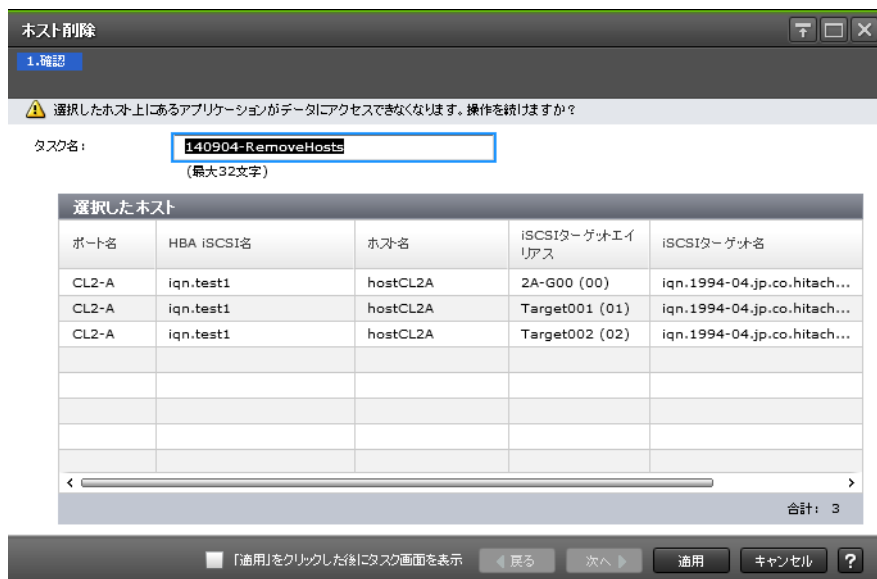 ホスト削除
1.確認
選択したホスト上にあるアプリケーションがデータにアクセスできなくなります。操作を続けますか?
タスク名: 140904-RemoveHosts
(最大32文字)
選択したホスト
ポート名 HBA iSCSI名 ホスト名 iSCSIターゲットエイリアス iSCSIターゲット名
CL2-A iqn.test1 hostCL2A 2A-G00 (00) iqn.1994-04.jp.co.hitach...
CL2-A iqn.test1 hostCL2A Target001 (01) iqn.1994-04.jp.co.hitach...
CL2-A iqn.test1 hostCL2A Target002 (02) iqn.1994-04.jp.co.hitach...
合計: 3
「適用」をクリックした後にタスク画面を表示 戻る 次へ 適用 キャンセル ?